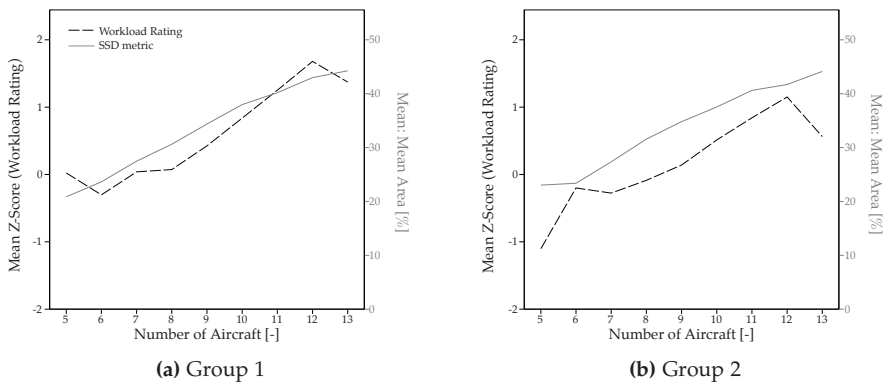 Workload Rating
SSD metric
Mean Z-Score (Workload Rating)
2
1
0
-1
-2
50
40
30
20
10
0
Mean: Mean Area [%]
5 6 7 8 9 10 11 12 13
Number of Aircraft [-]
(a) Group 1
Mean Z-Score (Workload Rating)
2
1
0
-1
-2
50
40
30
20
10
0
Mean: Mean Area [%]
5 6 7 8 9 10 11 12 13
Number of Aircraft [-]
(b) Group 2